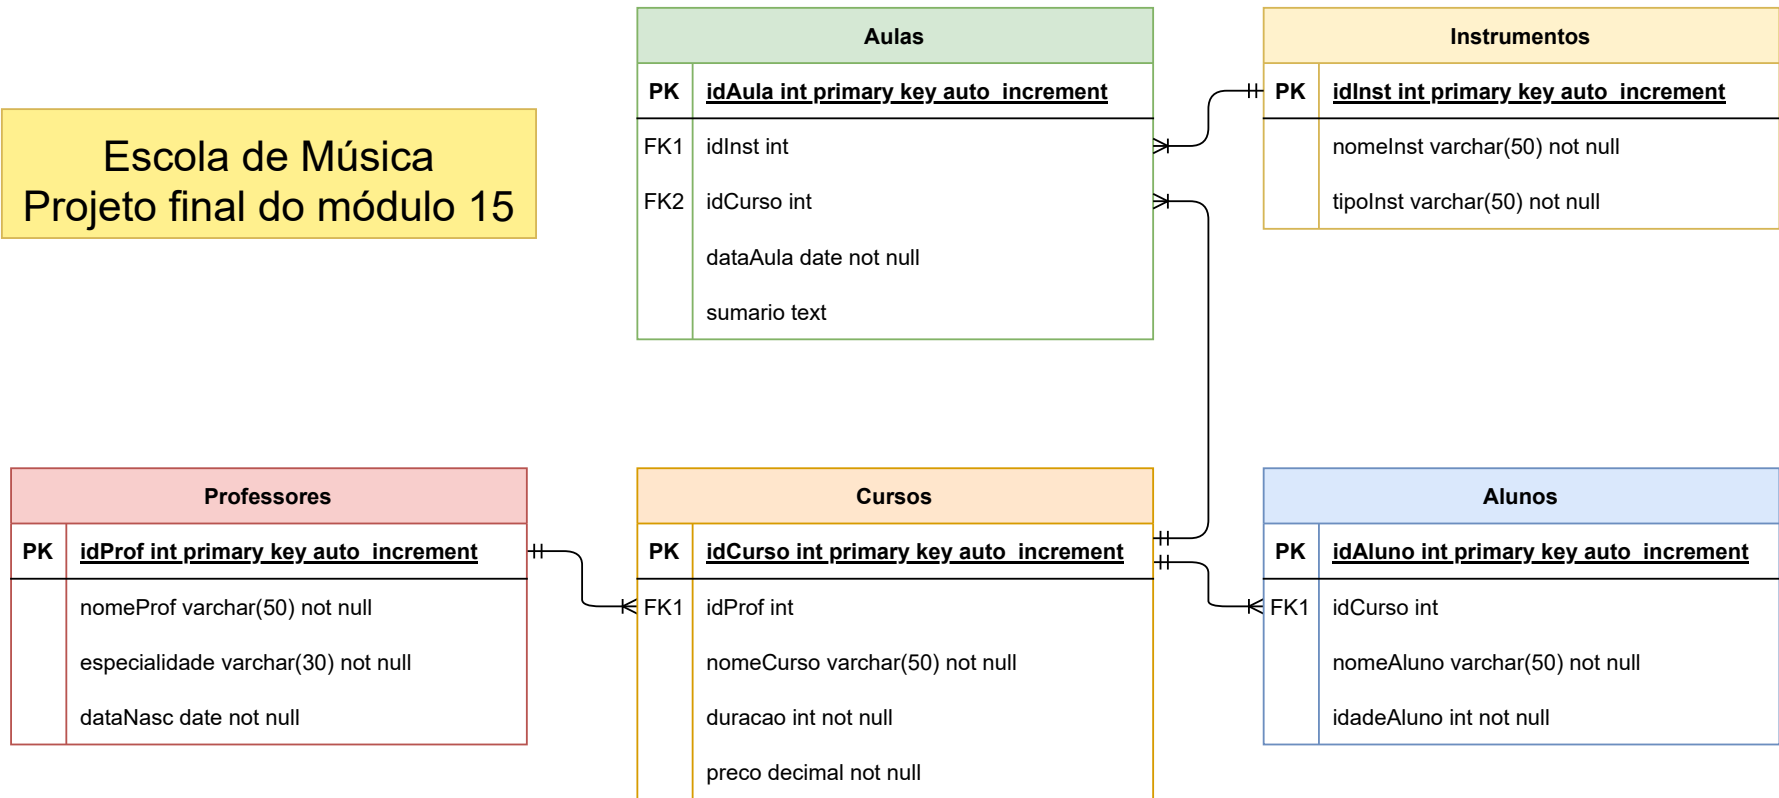 Escola de Música
Projeto final do módulo 15
Aulas
PK idAula int primary key auto_increment
FK1 idInst int
FK2 idCurso int
dataAula date not null
sumario text
Instrumentos
PK idInst int primary key auto_increment
nomeInst varchar(50) not null
tipoInst varchar(50) not null
Professores
PK idProf int primary key auto_increment
nomeProf varchar(50) not null
especialidade varchar(30) not null
dataNasc date not null
Cursos
PK idCurso int primary key auto_increment
FK1 idProf int
nomeCurso varchar(50) not null
duracao int not null
preco decimal not null
Alunos
PK idAluno int primary key auto_increment
FK1 idCurso int
nomeAluno varchar(50) not null
idadeAluno int not null